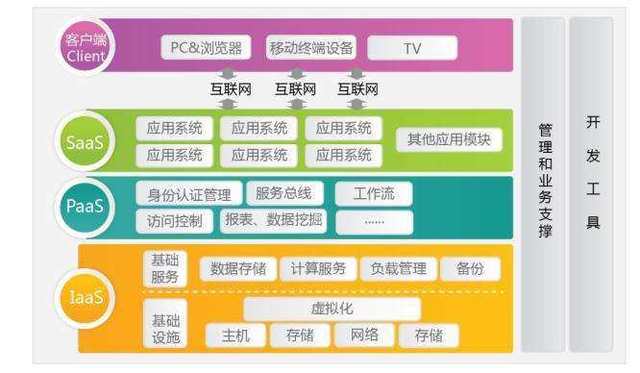 客户端
Client
PC&浏览器
移动终端设备
TV
互联网
互联网
互联网
SaaS
应用系统
应用系统
应用系统
其他应用模块
应用系统
应用系统
应用系统
PaaS
身份认证管理
服务总线
工作流
访问控制
报表、数据挖掘
......
IaaS
基础
服务
数据存储
计算服务
负载管理
备份
基础
设施
虚拟化
主机
存储
网络
存储
管理和业务支撑
开发工具